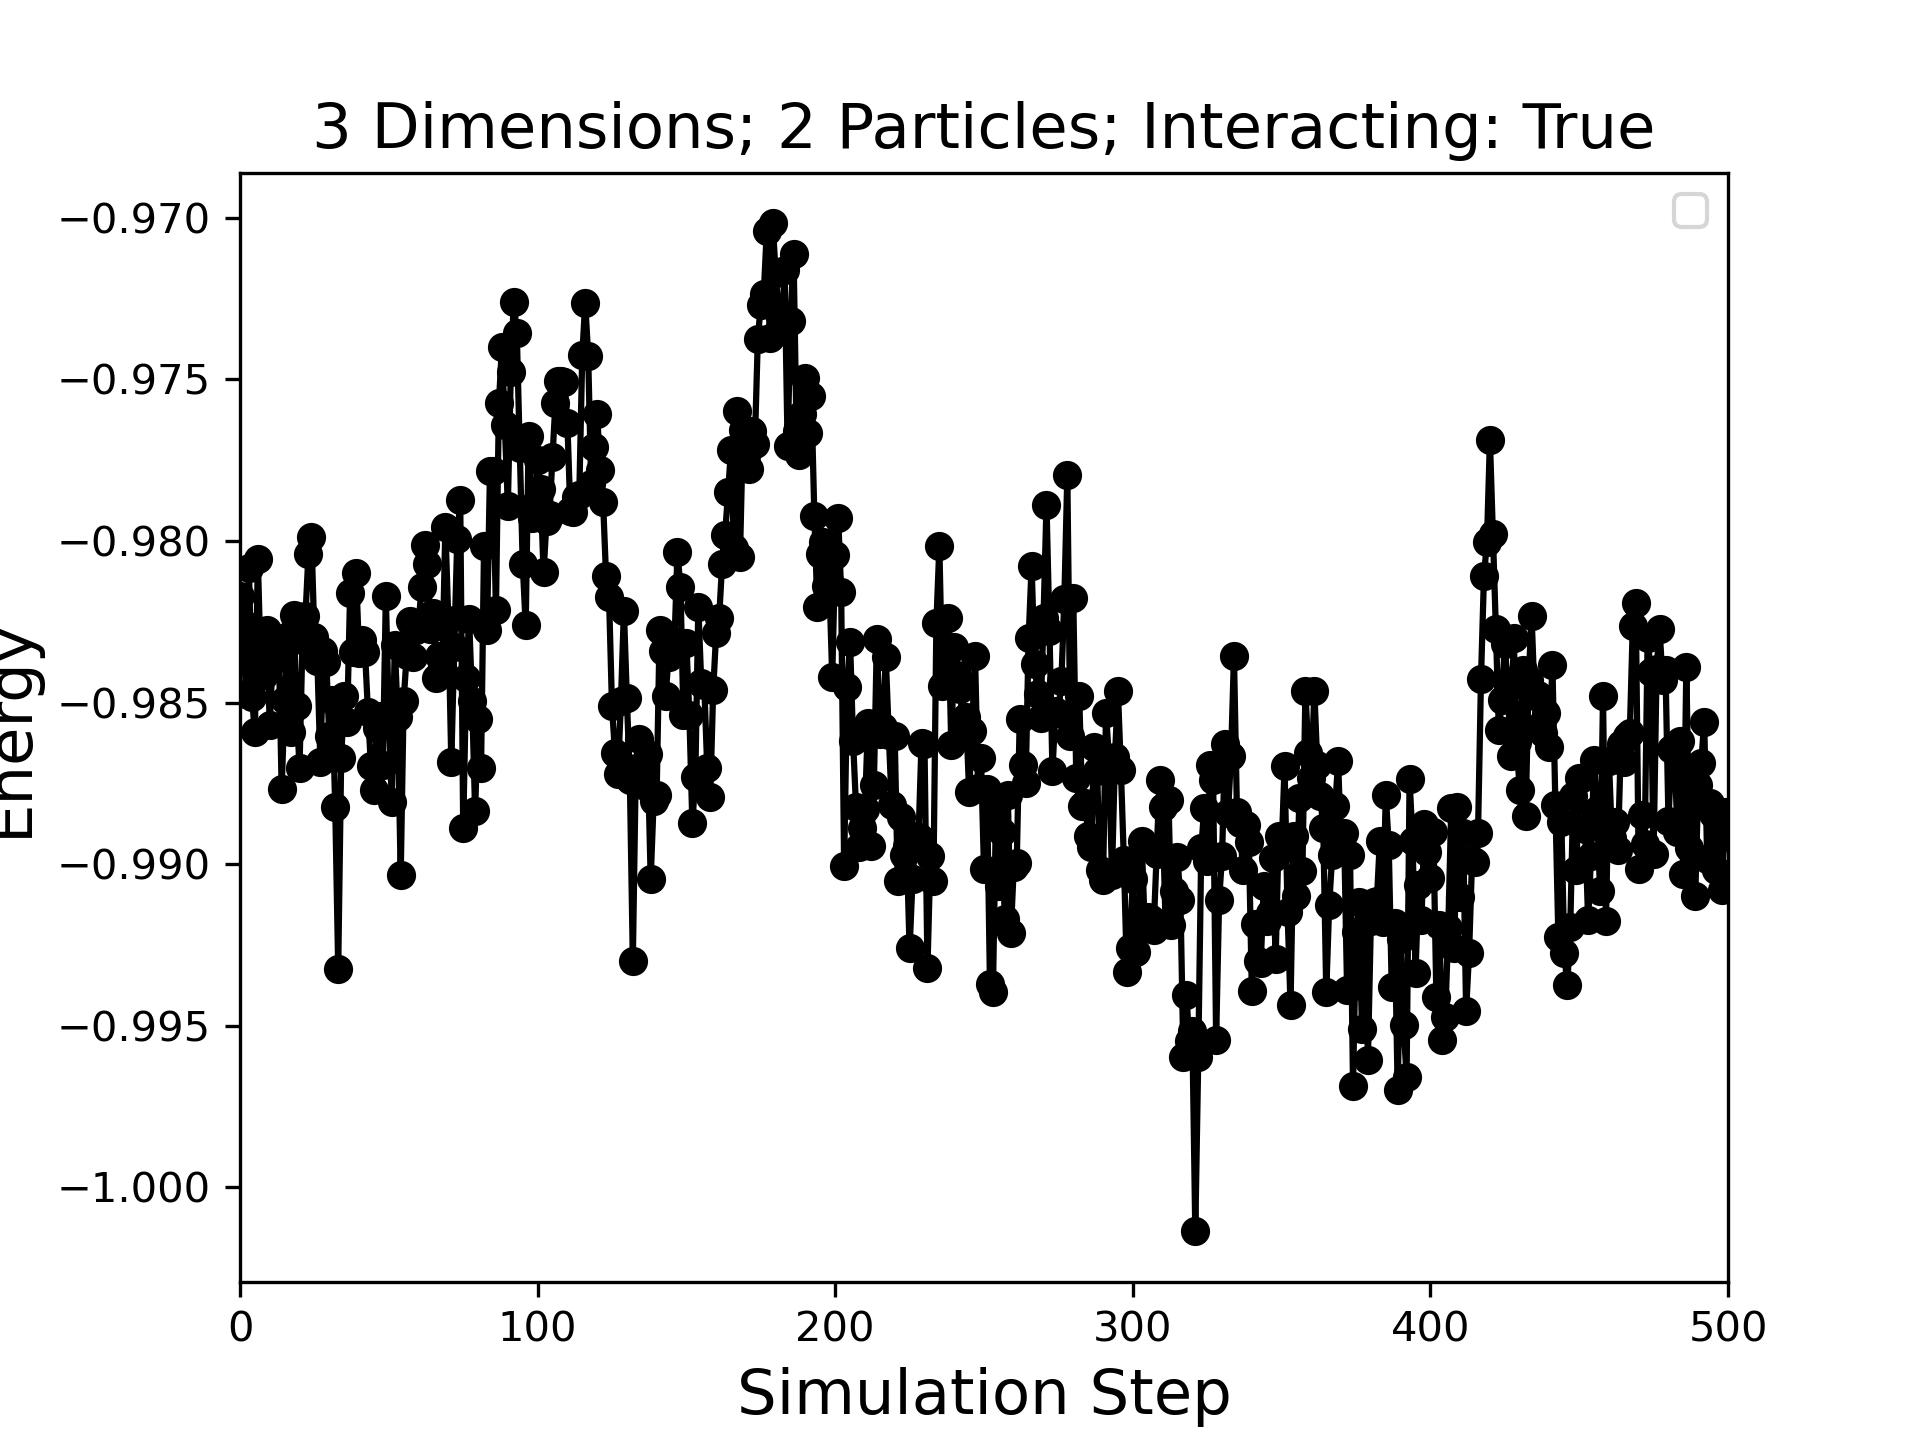 3 Dimensions; 2 Particles; Interacting: True
−0.970
−0.975
−0.980
−0.985
−0.990
−0.995
−1.000
Energy
0 100 200 300 400 500
Simulation Step